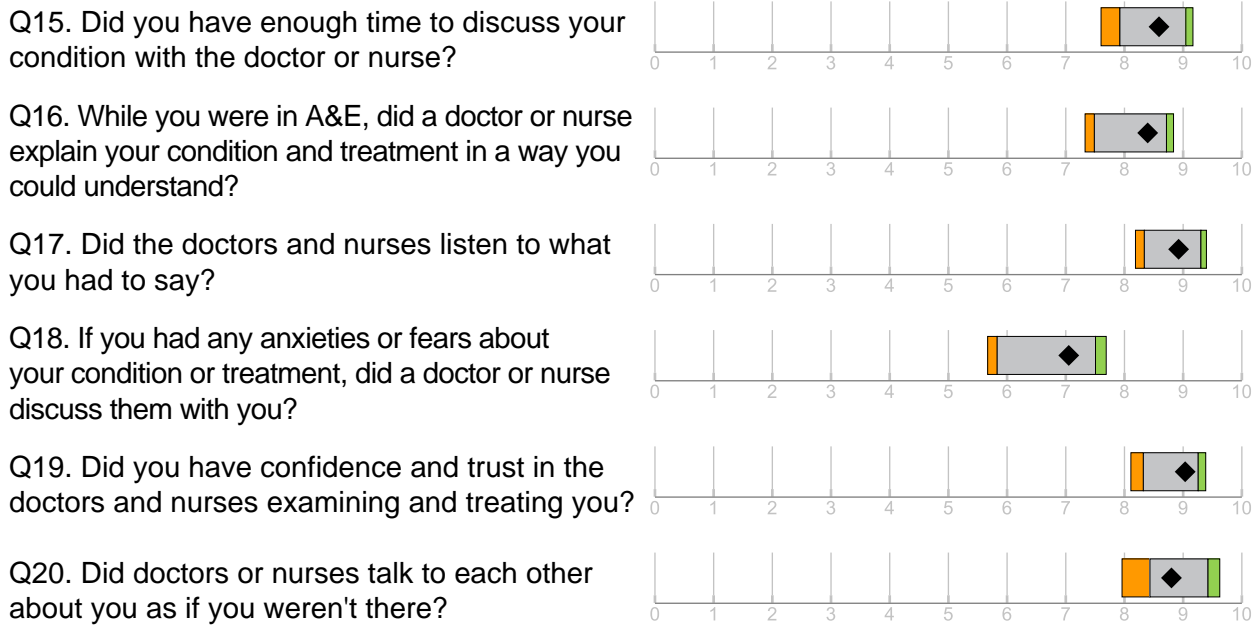 Q15. Did you have enough time to discuss your
condition with the doctor or nurse?
0 1 2 3 4 5 6 7 8 9 10
Q16. While you were in A&E, did a doctor or nurse
explain your condition and treatment in a way you
could understand?
0 1 2 3 4 5 6 7 8 9 10
Q17. Did the doctors and nurses listen to what
you had to say?
0 1 2 3 4 5 6 7 8 9 10
Q18. If you had any anxieties or fears about
your condition or treatment, did a doctor or nurse
discuss them with you?
0 1 2 3 4 5 6 7 8 9 10
Q19. Did you have confidence and trust in the
doctors and nurses examining and treating you?
0 1 2 3 4 5 6 7 8 9 10
Q20. Did doctors or nurses talk to each other
about you as if you weren't there?
0 1 2 3 4 5 6 7 8 9 10